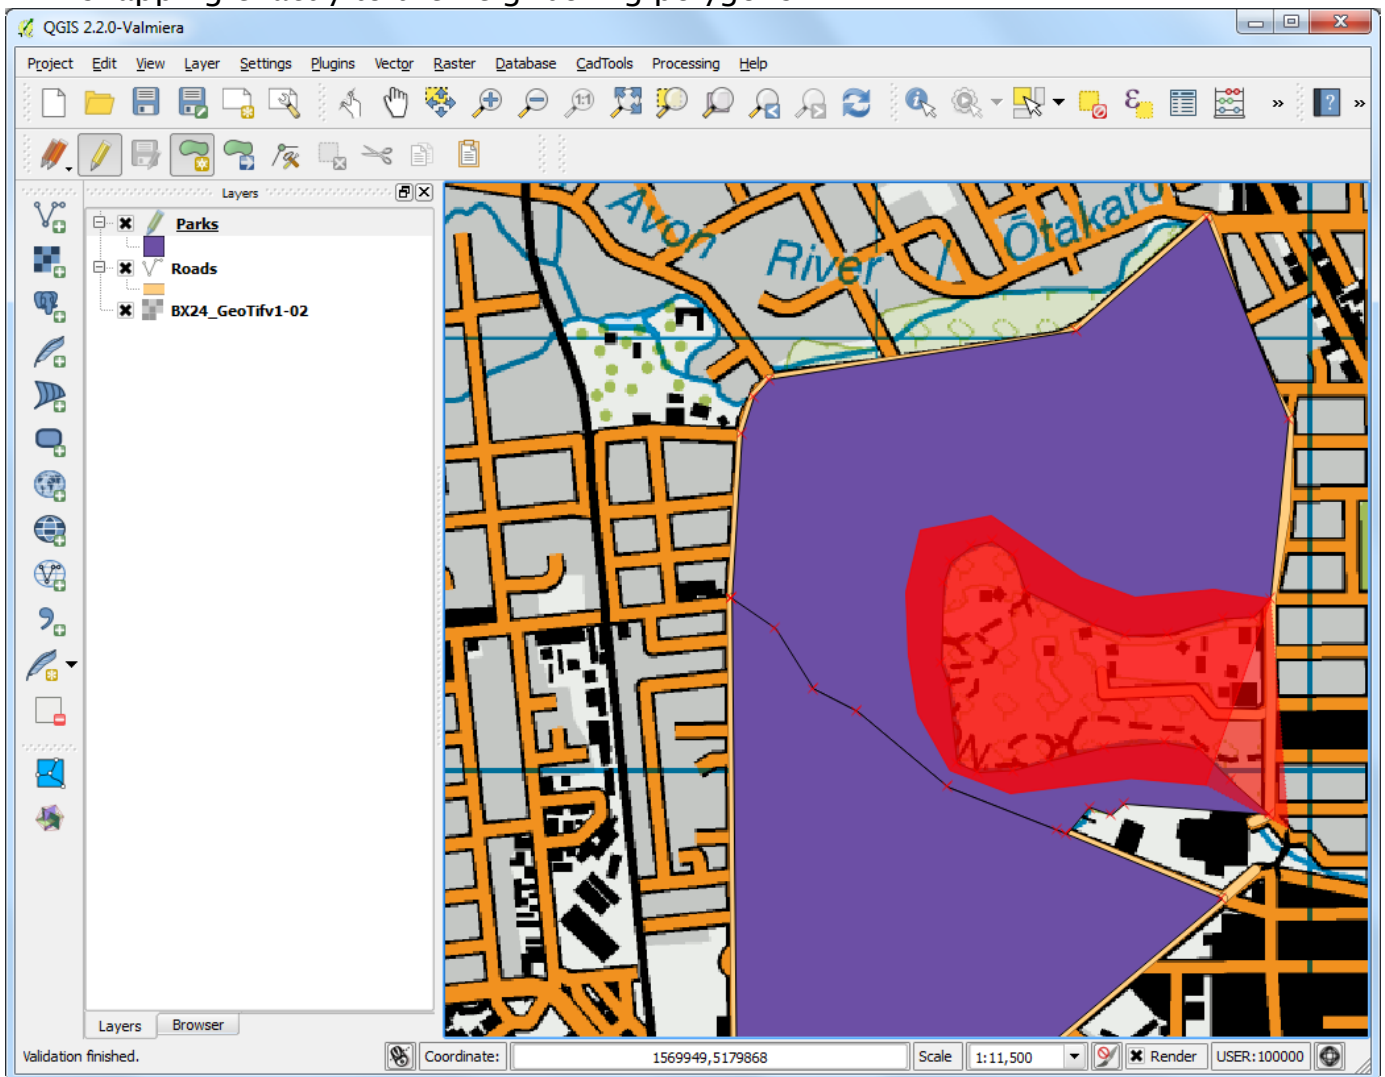 QGIS 2.2.0-Valmiera
Project Edit View Layer Settings Plugins Vector Raster Database CadTools Processing Help
1:1
ε
?
Layers
Parks
Roads
BX24_GeoTifv1-02
Avon River / Ōtakaro
Layers Browser
Validation finished.
Coordinate: 1569949,5179868 Scale 1:11,500 Render USER:100000